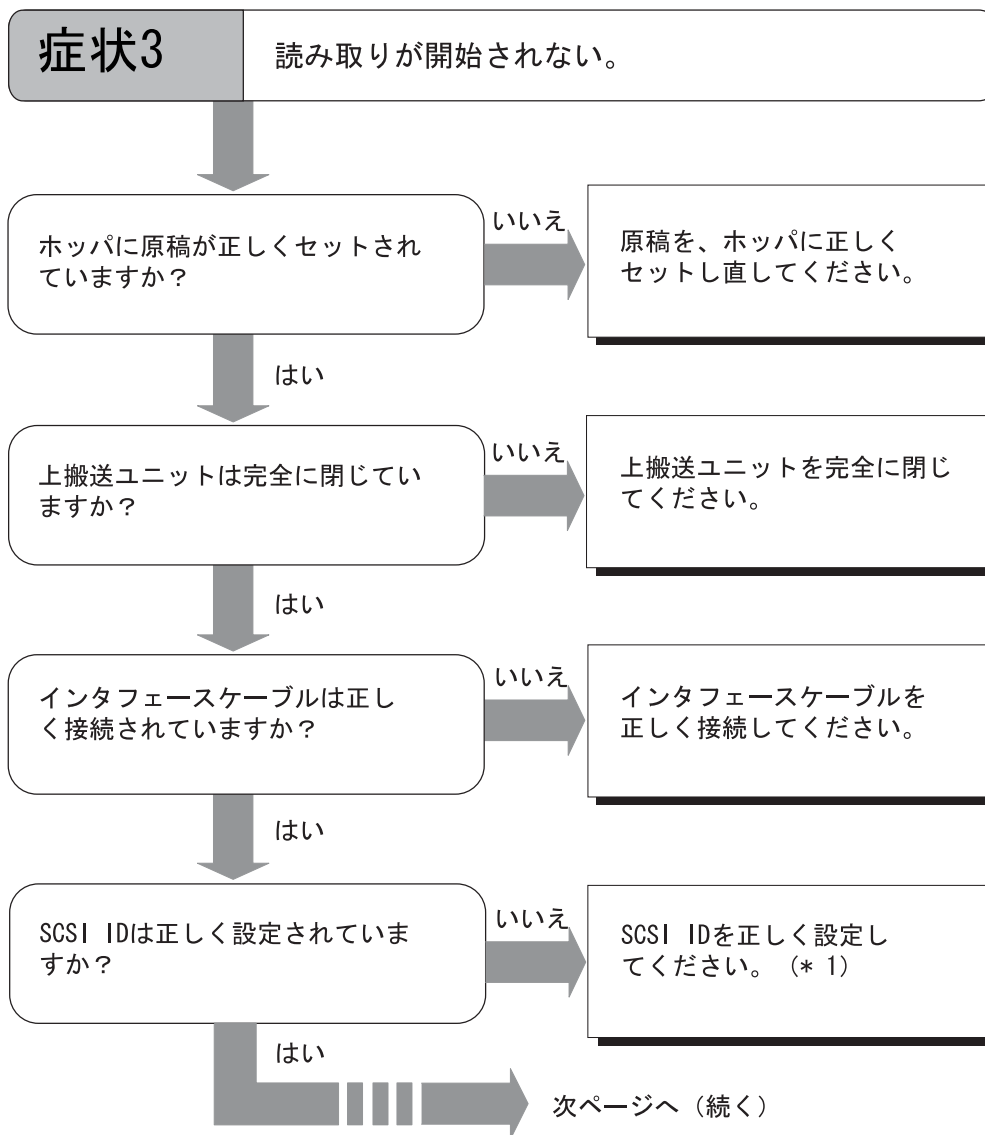 症状3
読み取りが開始されない。
ホッパに原稿が正しくセットされ
ていますか？
いいえ
原稿を、ホッパに正しく
セットし直してください。
はい
上搬送ユニットは完全に閉じてい
ますか？
いいえ
上搬送ユニットを完全に閉じ
てください。
はい
インタフェースケーブルは正し
く接続されていますか？
いいえ
インタフェースケーブルを
正しく接続してください。
はい
SCSI IDは正しく設定されていま
すか？
いいえ
SCSI IDを正しく設定し
てください。（* 1）
はい
次ページへ（続く）